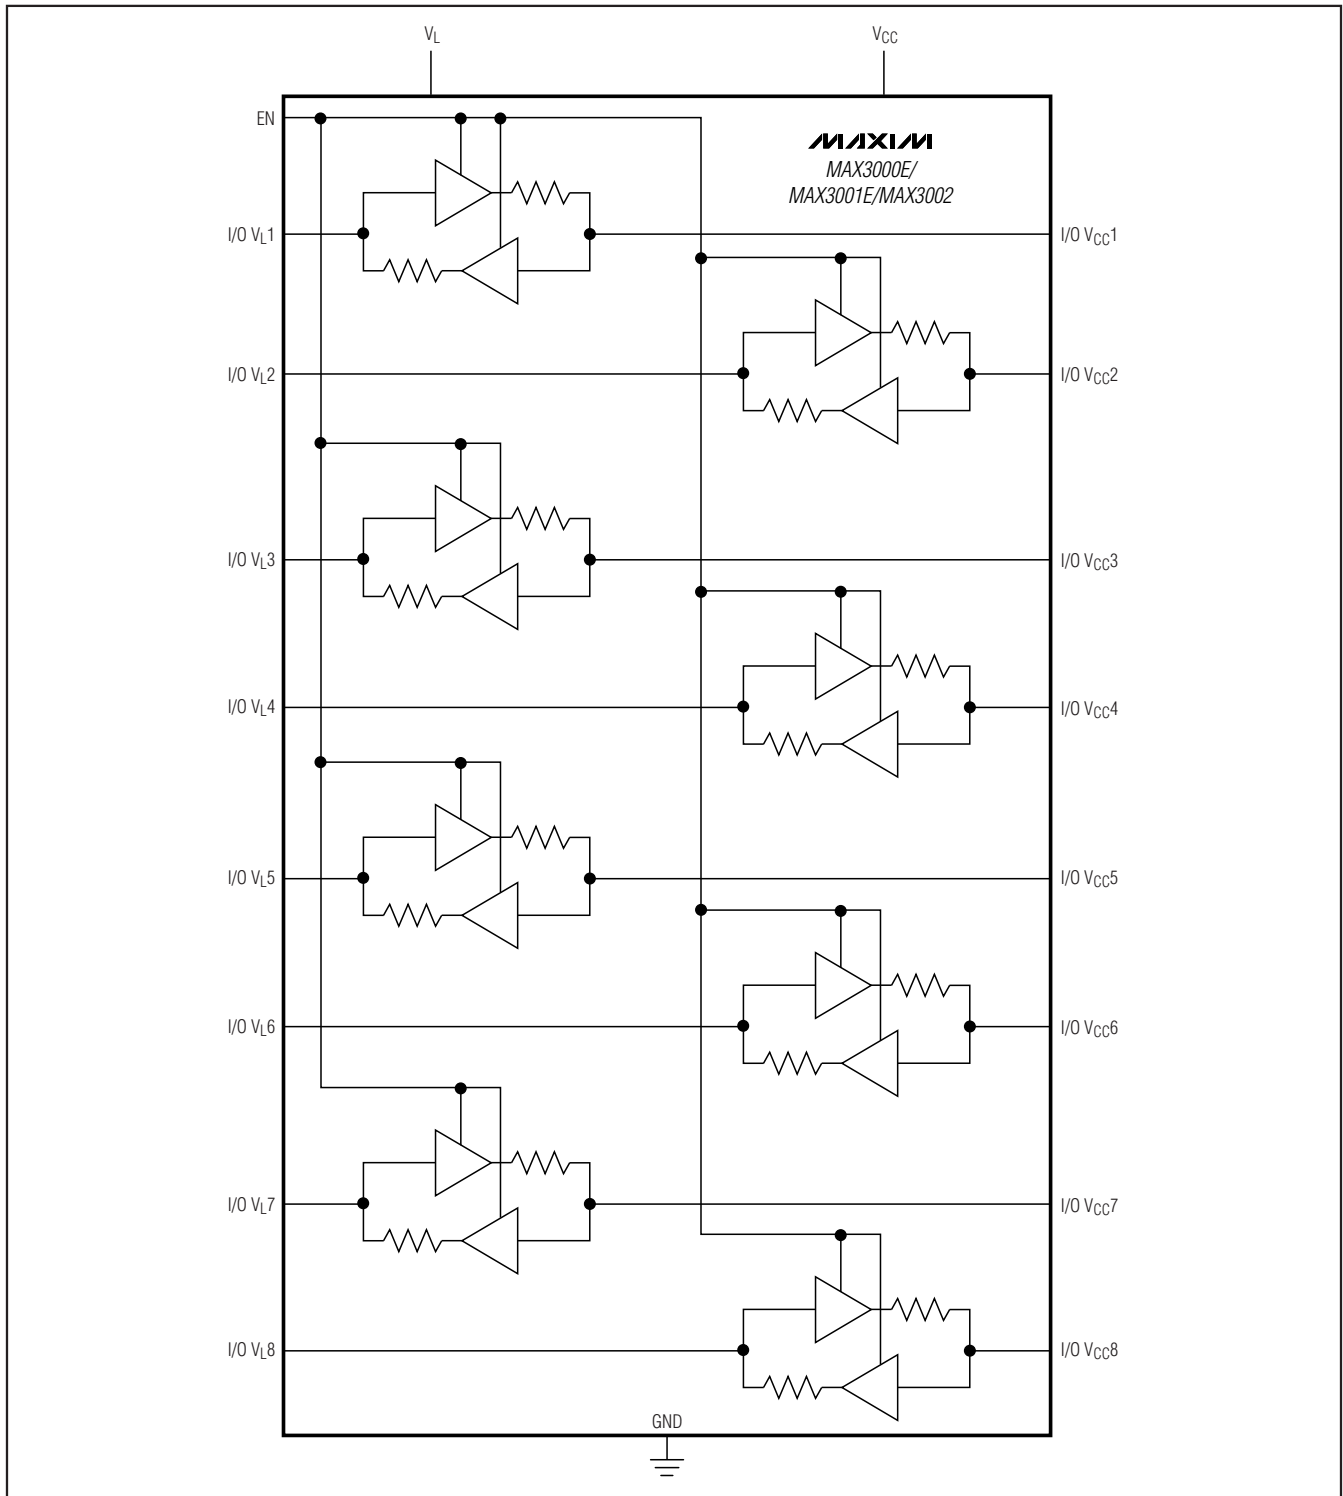 VL
VCC
EN
MAXIM
MAX3000E/
MAX3001E/MAX3002
I/O VL1
I/O VCC1
I/O VL2
I/O VCC2
I/O VL3
I/O VCC3
I/O VL4
I/O VCC4
I/O VL5
I/O VCC5
I/O VL6
I/O VCC6
I/O VL7
I/O VCC7
I/O VL8
I/O VCC8
GND